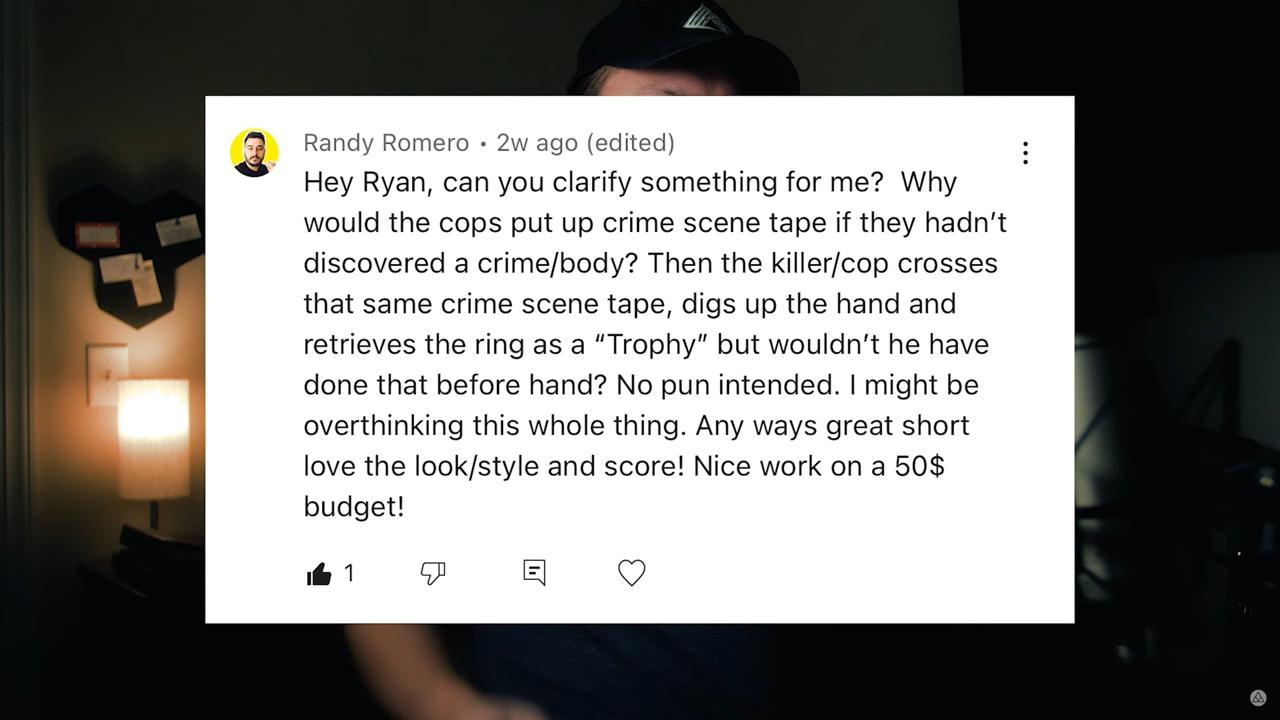 Randy Romero • 2w ago (edited)
Hey Ryan, can you clarify something for me?  Why
would the cops put up crime scene tape if they hadn’t
discovered a crime/body? Then the killer/cop crosses
that same crime scene tape, digs up the hand and
retrieves the ring as a “Trophy” but wouldn’t he have
done that before hand? No pun intended. I might be
overthinking this whole thing. Any ways great short
love the look/style and score! Nice work on a 50$
budget!
1